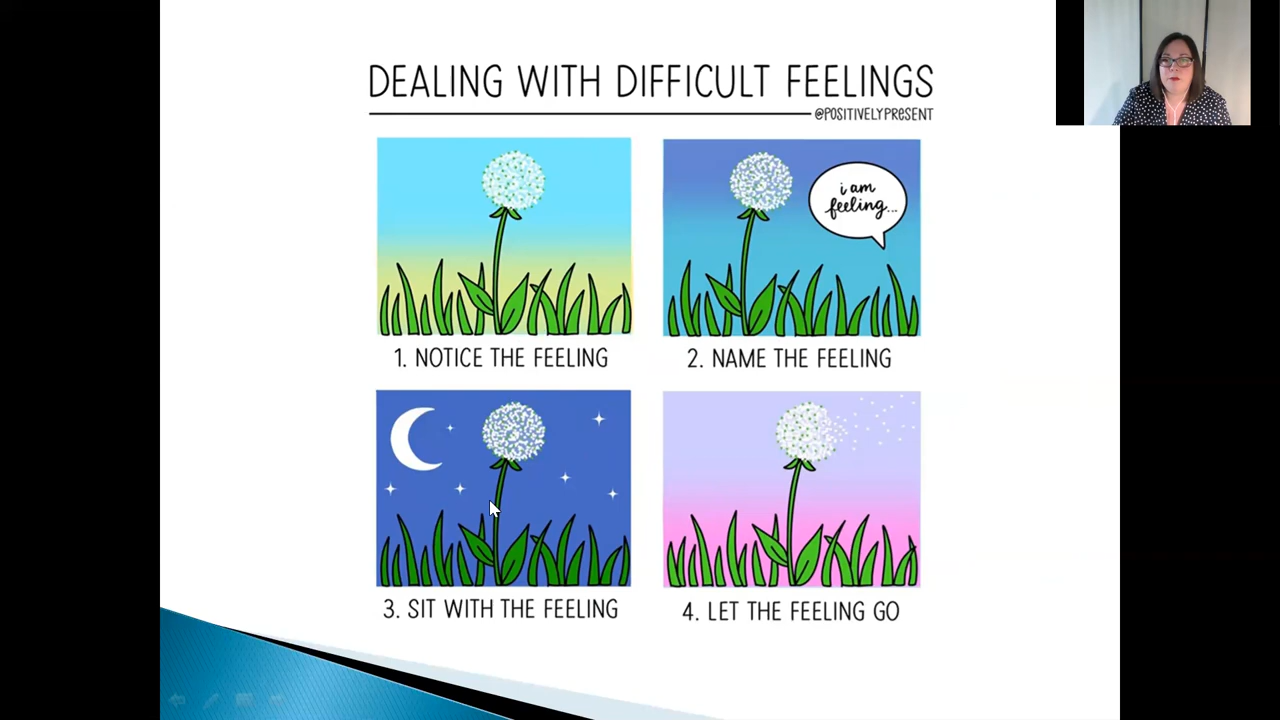 DEALING WITH DIFFICULT FEELINGS
@POSITIVELYPRESENT
i am
feeling...
1. NOTICE THE FEELING
2. NAME THE FEELING
3. SIT WITH THE FEELING
4. LET THE FEELING GO